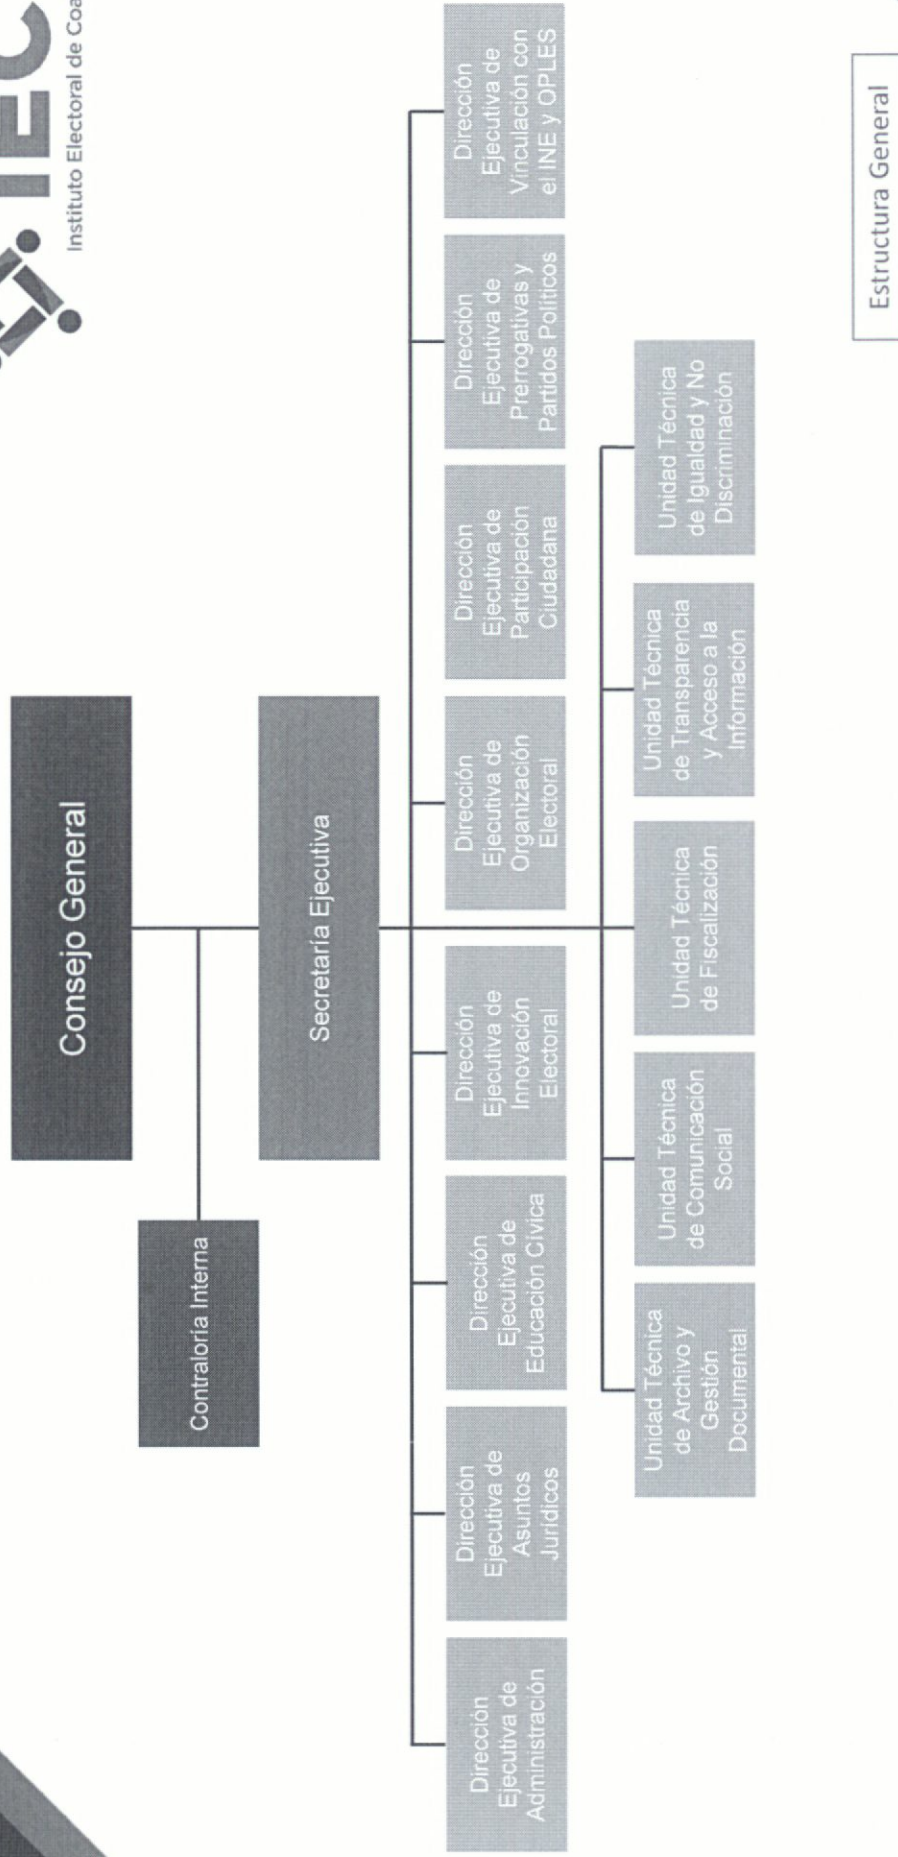 IEC
Instituto Electoral de Coa
Consejo General
Contraloría Interna
Secretaría Ejecutiva
Dirección
Ejecutiva de
Administración
Dirección
Ejecutiva de
Asuntos
Jurídicos
Dirección
Ejecutiva de
Educación Cívica
Dirección
Ejecutiva de
Innovación
Electoral
Dirección
Ejecutiva de
Organización
Electoral
Dirección
Ejecutiva de
Participación
Ciudadana
Dirección
Ejecutiva de
Prerrogativas y
Partidos Políticos
Dirección
Ejecutiva de
Vinculación con
el INE y OPLES
Unidad Técnica
de Archivo y
Gestión
Documental
Unidad Técnica
de Comunicación
Social
Unidad Técnica
de Fiscalización
Unidad Técnica
de Transparencia
y Acceso a la
Información
Unidad Técnica
de Igualdad y No
Discriminación
Estructura General